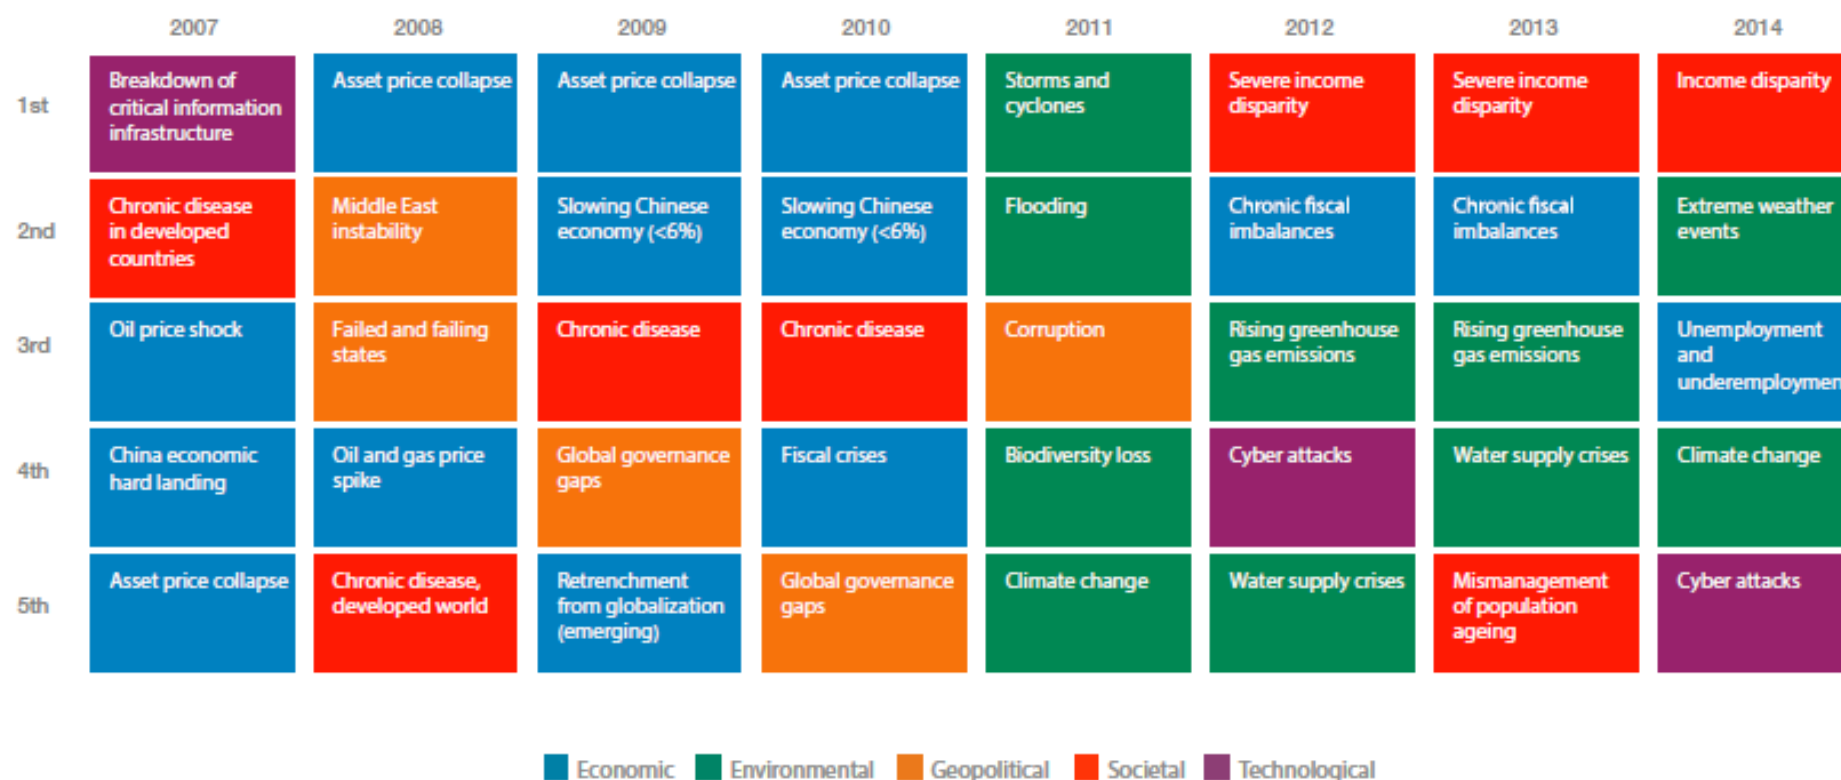 2007 2008 2009 2010 2011 2012 2013 2014
1st
Breakdown of
critical information
infrastructure
Asset price collapse
Asset price collapse
Asset price collapse
Storms and
cyclones
Severe income
disparity
Severe income
disparity
Income disparity
2nd
Chronic disease
in developed
countries
Middle East
instability
Slowing Chinese
economy (<6%)
Slowing Chinese
economy (<6%)
Flooding
Chronic fiscal
imbalances
Chronic fiscal
imbalances
Extreme weather
events
3rd
Oil price shock
Failed and failing
states
Chronic disease
Chronic disease
Corruption
Rising greenhouse
gas emissions
Rising greenhouse
gas emissions
Unemployment
and
underemploymen
4th
China economic
hard landing
Oil and gas price
spike
Global governance
gaps
Fiscal crises
Biodiversity loss
Cyber attacks
Water supply crises
Climate change
5th
Asset price collapse
Chronic disease,
developed world
Retrenchment
from globalization
(emerging)
Global governance
gaps
Climate change
Water supply crises
Mismanagement
of population
ageing
Cyber attacks
Economic Environmental Geopolitical Societal Technological